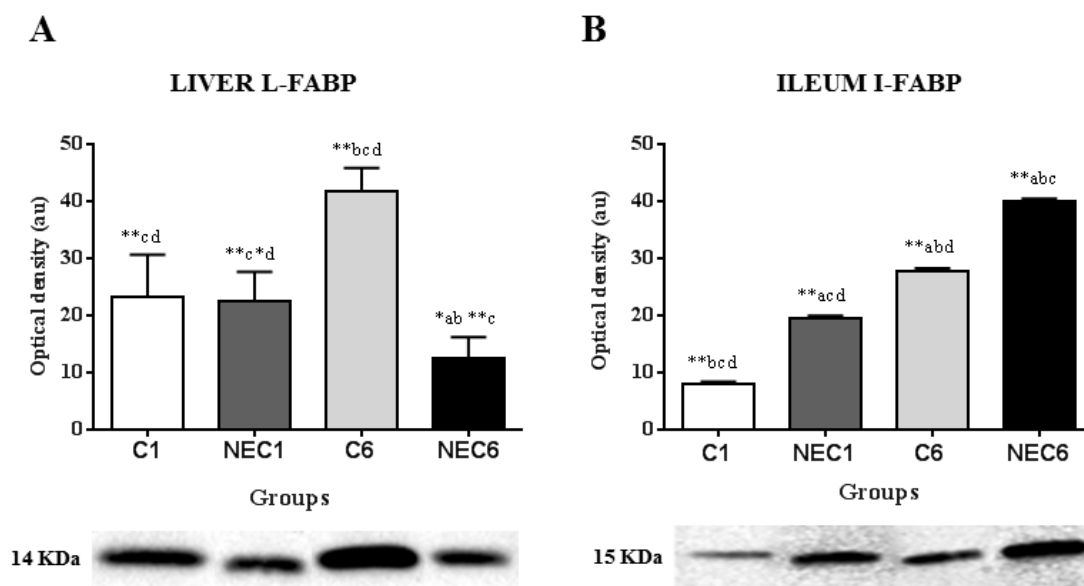 A
LIVER L-FABP
Optical density (au)
50
40
30
20
10
0
**cd
**c*d
**bcd
*ab **c
C1
NEC1
C6
NEC6
Groups
14 KDa
B
ILEUM I-FABP
Optical density (au)
50
40
30
20
10
0
**bcd
**acd
**abd
**abc
C1
NEC1
C6
NEC6
Groups
15 KDa